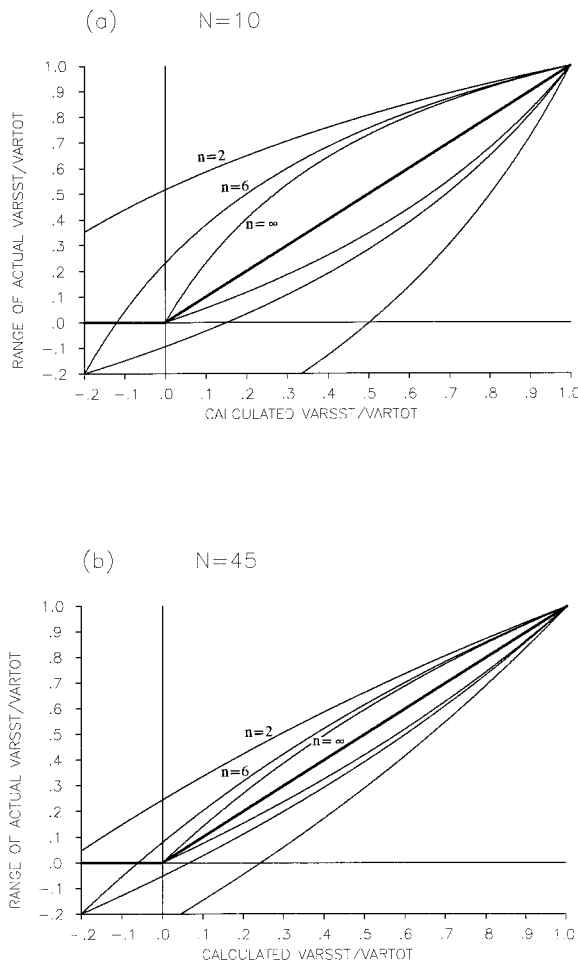 (a) N=10
1.0
.9
.8
.7
.6
.5
.4
.3
.2
.1
.0
-.1
-.2
RANGE OF ACTUAL VARSST/VARTOT
n=2
n=6
n=∞
-.2 -.1 .0 .1 .2 .3 .4 .5 .6 .7 .8 .9 1.0
CALCULATED VARSST/VARTOT
(b) N=45
1.0
.9
.8
.7
.6
.5
.4
.3
.2
.1
.0
-.1
-.2
RANGE OF ACTUAL VARSST/VARTOT
n=2
n=∞
n=6
-.2 -.1 .0 .1 .2 .3 .4 .5 .6 .7 .8 .9 1.0
CALCULATED VARSST/VARTOT